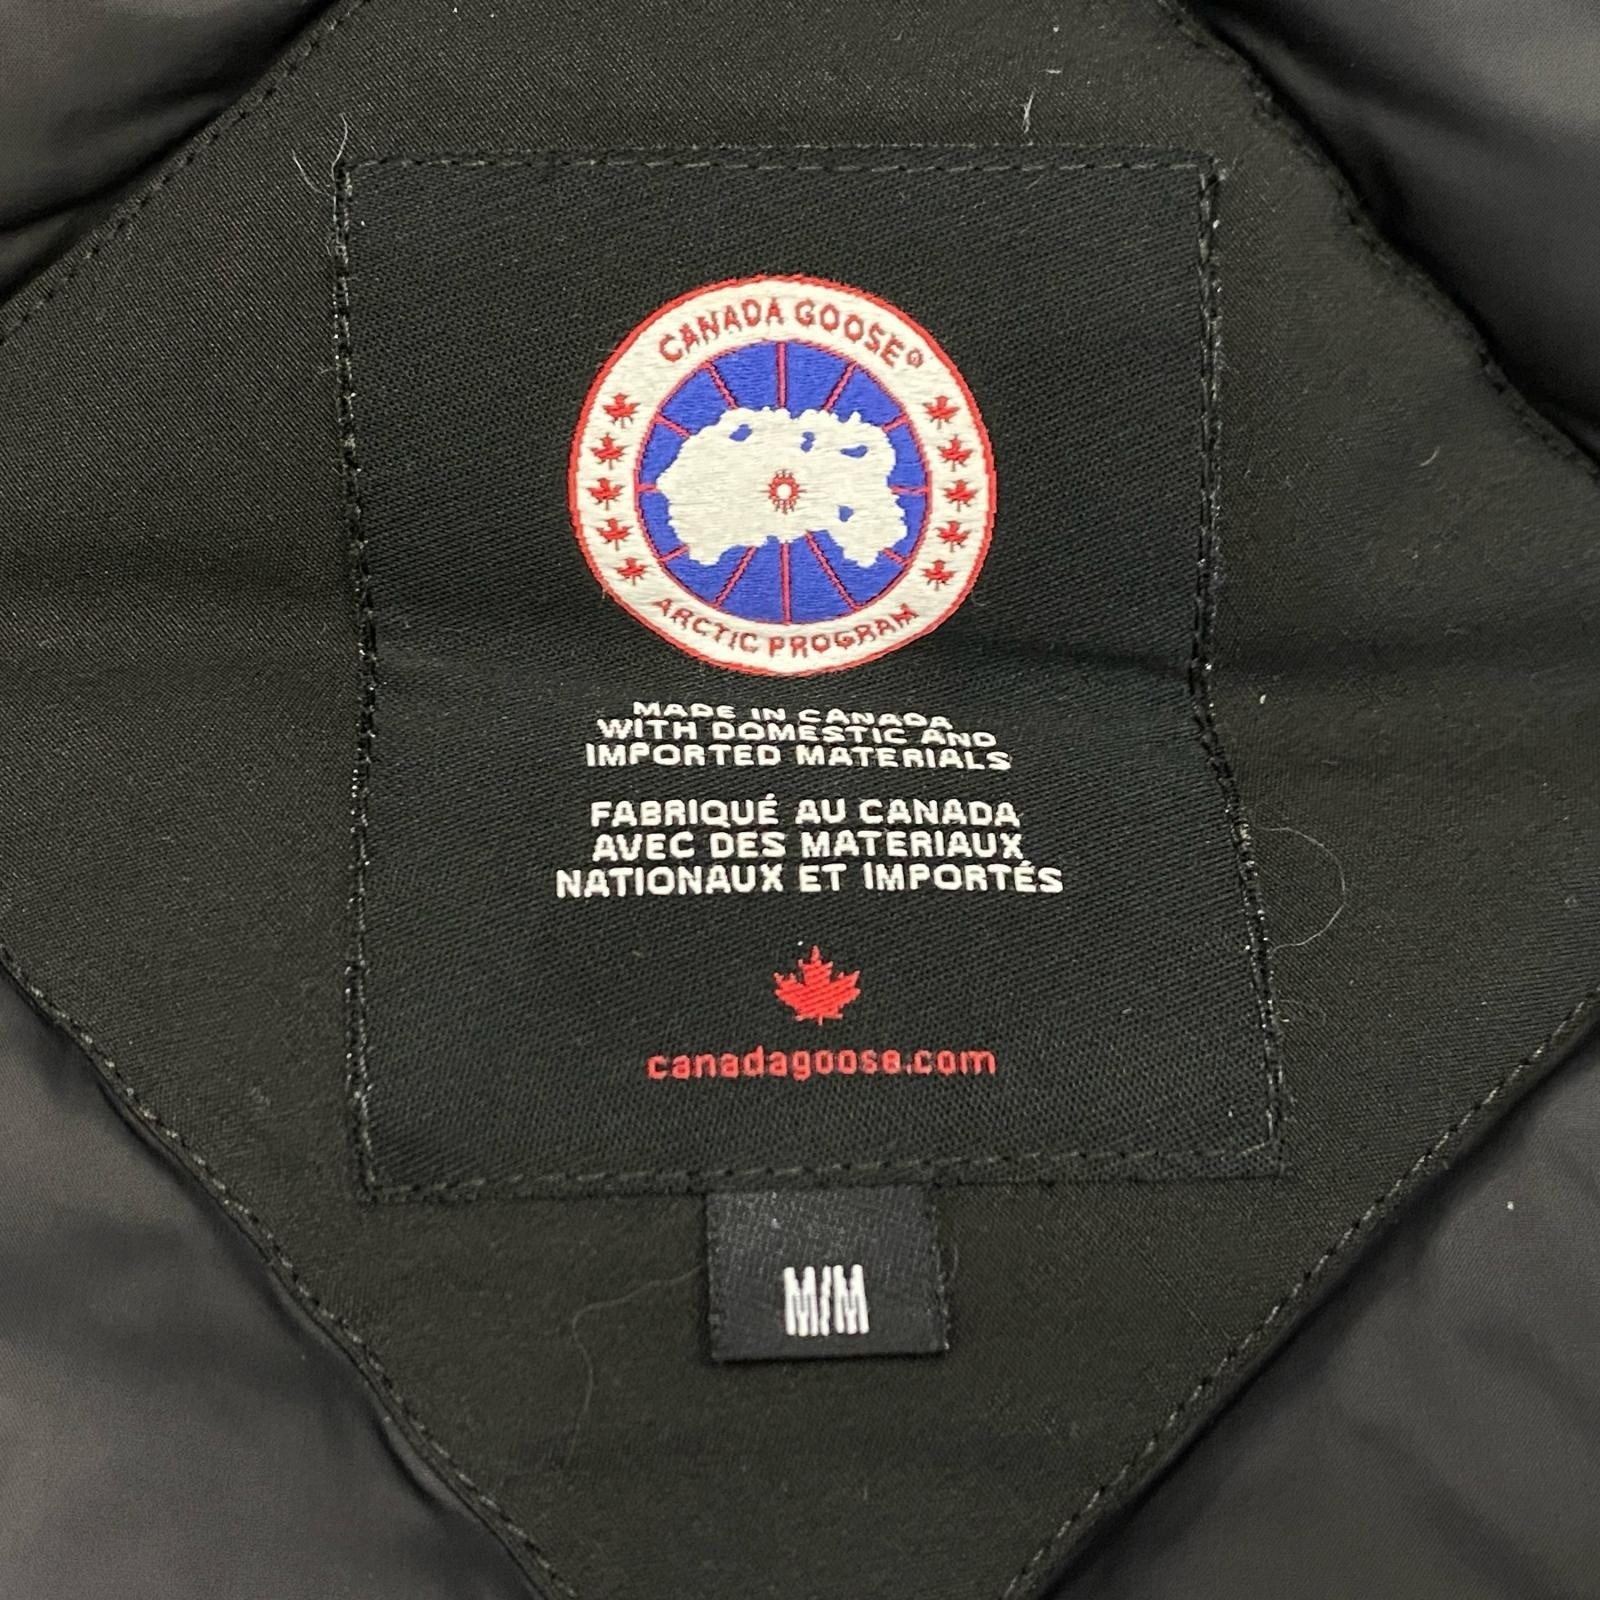 CANADA GOOSE®
ARCTIC PROGRAM
MADE IN CANADA
WITH DOMESTIC AND
IMPORTED MATERIALS
FABRIQUÉ AU CANADA
AVEC DES MATERIAUX
NATIONAUX ET IMPORTÉS
canadagoose.com
M/M